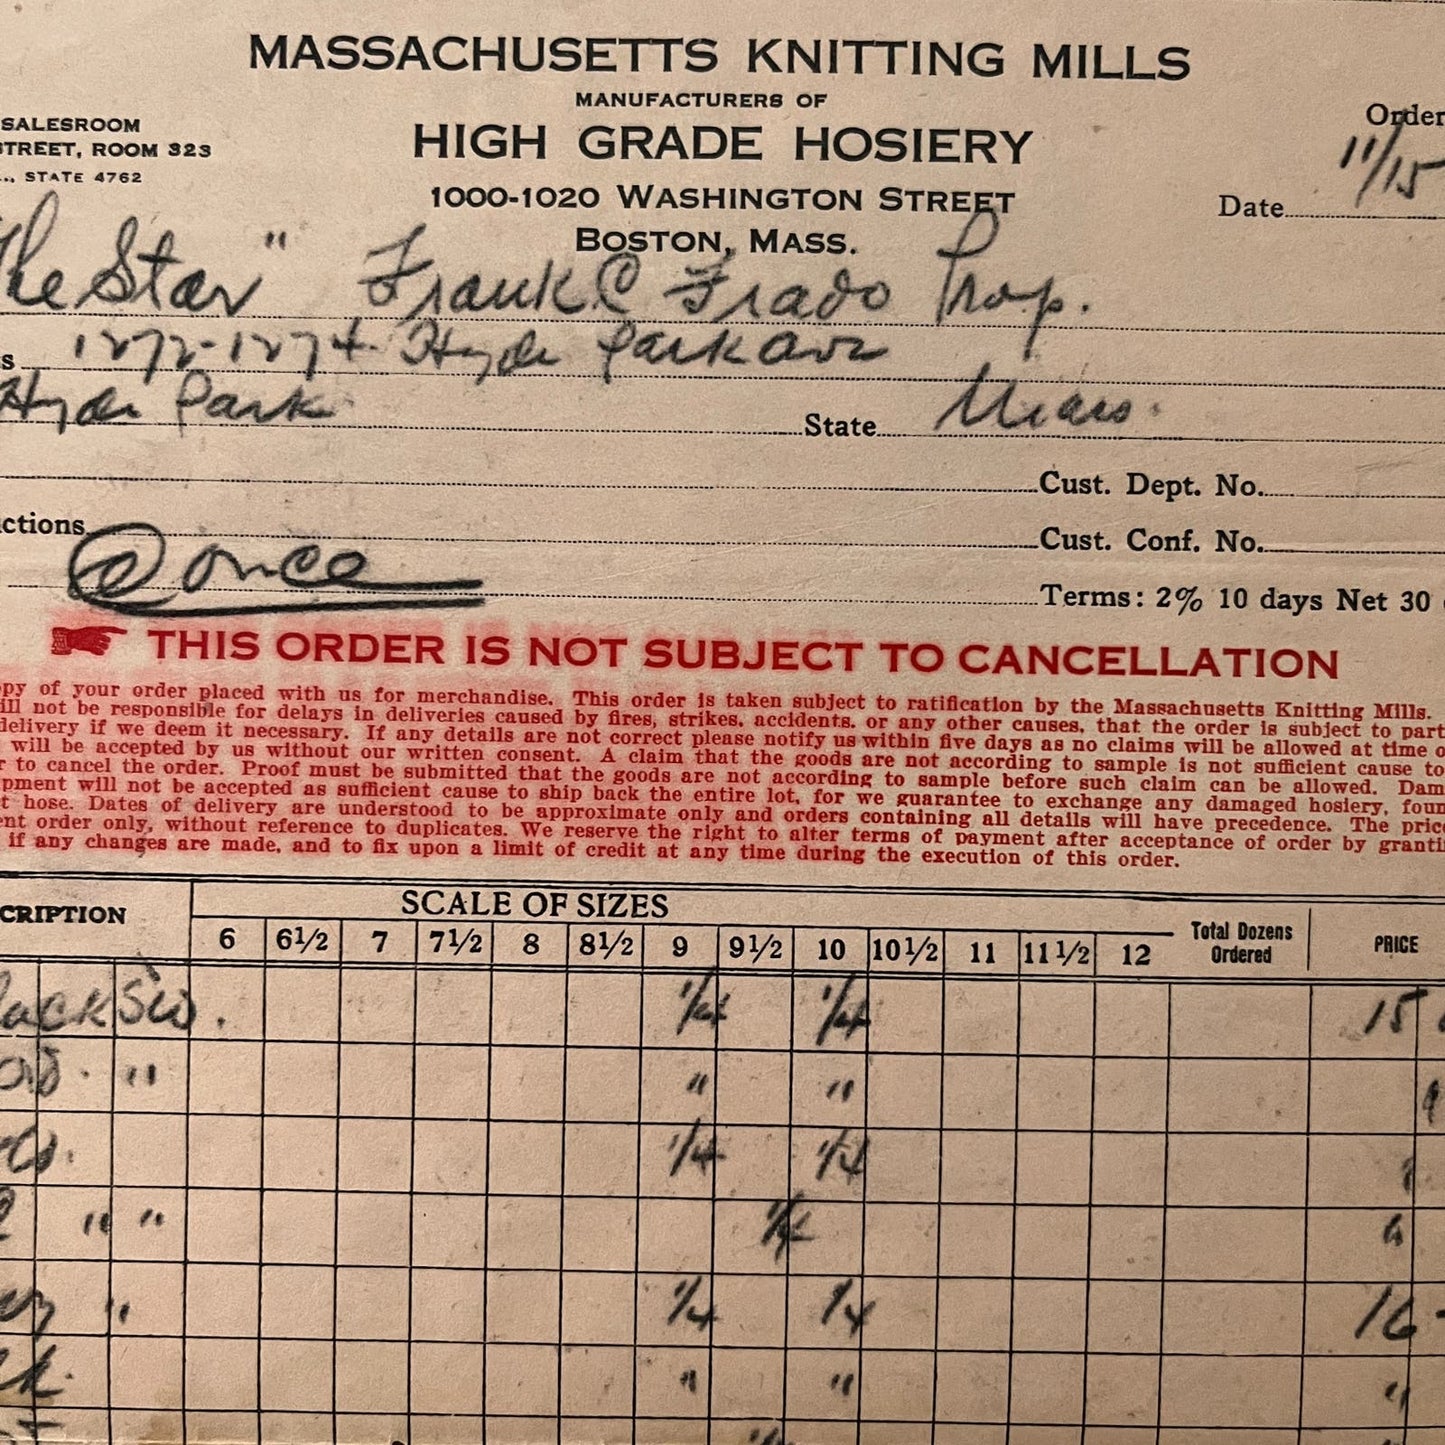 MASSACHUSETTS KNITTING MILLS
MANUFACTURERS OF
HIGH GRADE HOSIERY
1000-1020 WASHINGTON STREET
BOSTON, MASS.
SALESROOM
STREET, ROOM 323
STATE 4762
Order
Date 11/15
The Star" Frank C Frado Prop.
s 1272-1274 Hyde Park Ave
Hyde Park State Mass.
Cust. Dept. No.
ctions @ once Cust. Conf. No.
Terms: 2% 10 days Net 30
THIS ORDER IS NOT SUBJECT TO CANCELLATION
opy of your order placed with us for merchandise. This order is taken subject to ratification by the Massachusetts Knitting Mills.
ill not be responsible for delays in deliveries caused by fires, strikes, accidents, or any other causes, that the order is subject to part
delivery if we deem it necessary. If any details are not correct please notify us within five days as no claims will be allowed at time o
will be accepted by us without our written consent. A claim that the goods are not according to sample is not sufficient cause to
r to cancel the order. Proof must be submitted that the goods are not according to sample before such claim can be allowed. Dam
pment will not be accepted as sufficient cause to ship back the entire lot, for we guarantee to exchange any damaged hosiery, foun
t hose. Dates of delivery are understood to be approximate only and orders containing all details will have precedence. The price
ent order only, without reference to duplicates. We reserve the right to alter terms of payment after acceptance of order by granti
if any changes are made, and to fix upon a limit of credit at any time during the execution of this order.
CRIPTION SCALE OF SIZES Total Dozens Ordered PRICE
6 6½ 7 7½ 8 8½ 9 9½ 10 10½ 11 11½ 12
lack 1/4 1/4 15
" " "
1/4 1/4
" " 1/4 "
" 1/4 1/4 16
" " "